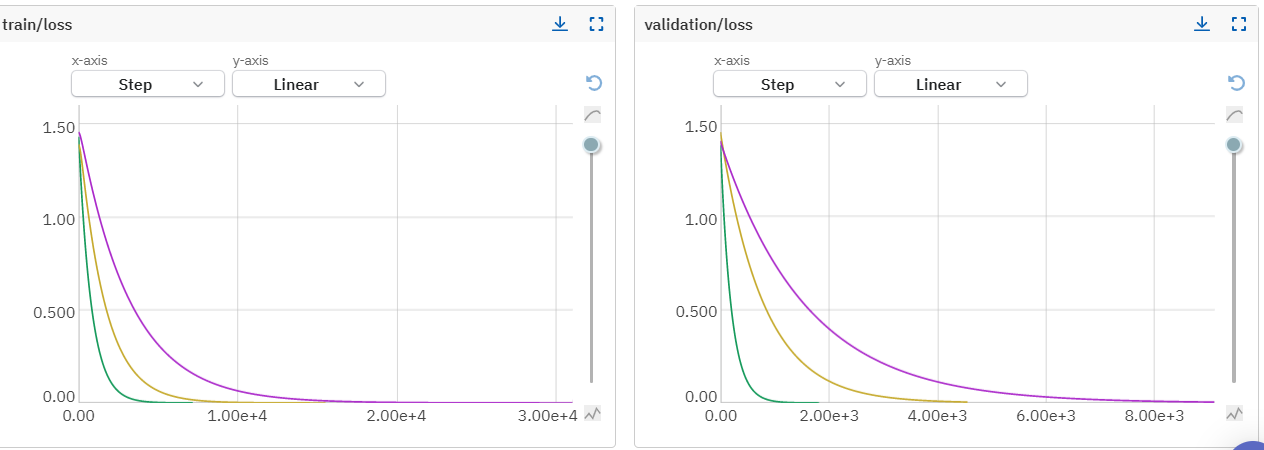 train/loss
x-axis y-axis
Step Linear
1.50
1.00
0.500
0.00
0.00 1.00e+4 2.00e+4 3.00e+4
validation/loss
x-axis y-axis
Step Linear
1.50
1.00
0.500
0.00
0.00 2.00e+3 4.00e+3 6.00e+3 8.00e+3